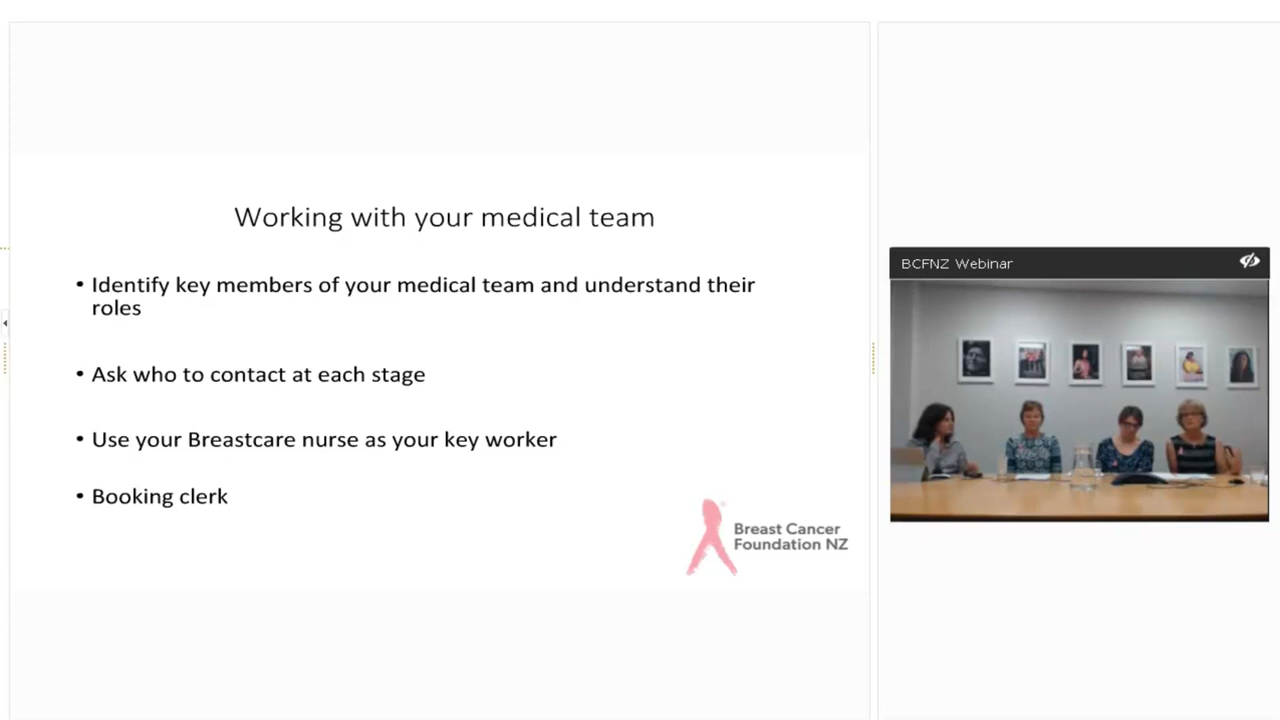 Working with your medical team
• Identify key members of your medical team and understand their
roles
• Ask who to contact at each stage
• Use your Breastcare nurse as your key worker
• Booking clerk
Breast Cancer
Foundation NZ
BCFNZ Webinar